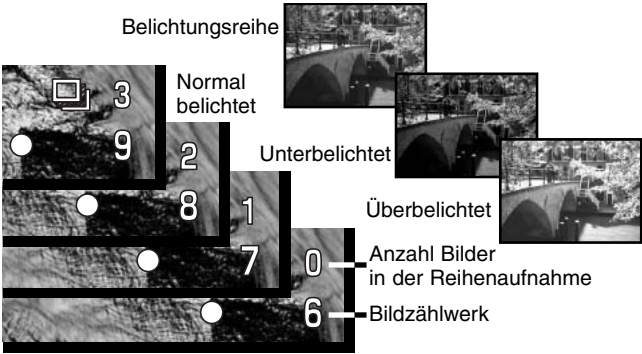 Belichtungsreihe
Normal
belichtet
Unterbelichtet
Überbelichtet
3
9
2
8
1
7
0
6
Anzahl Bilder
in der Reihenaufnahme
Bildzählwerk